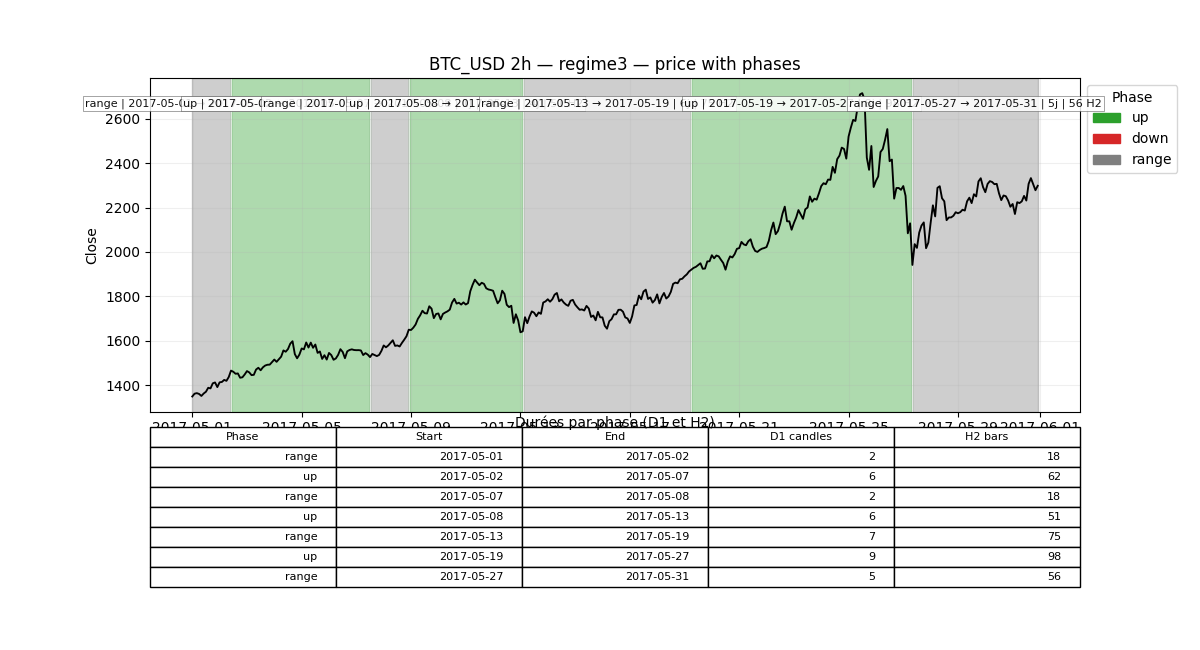 BTC_USD 2h — regime3 — price with phases
range | 2017-05-0
up | 2017-05-0
range | 2017-0
up | 2017-05-08 → 2017
range | 2017-05-13 → 2017-05-19 |
up | 2017-05-19 → 2017-05-2
range | 2017-05-27 → 2017-05-31 | 5j | 56 H2
Phase
up
down
range
Close
2600
2400
2200
2000
1800
1600
1400
2017-05-01 2017-05-05 2017-05-09 2017-05-21 2017-05-25 2017-05-29 2017-06-01
Durées par phase (D1 et H2)
Phase Start End D1 candles H2 bars
range 2017-05-01 2017-05-02 2 18
up 2017-05-02 2017-05-07 6 62
range 2017-05-07 2017-05-08 2 18
up 2017-05-08 2017-05-13 6 51
range 2017-05-13 2017-05-19 7 75
up 2017-05-19 2017-05-27 9 98
range 2017-05-27 2017-05-31 5 56